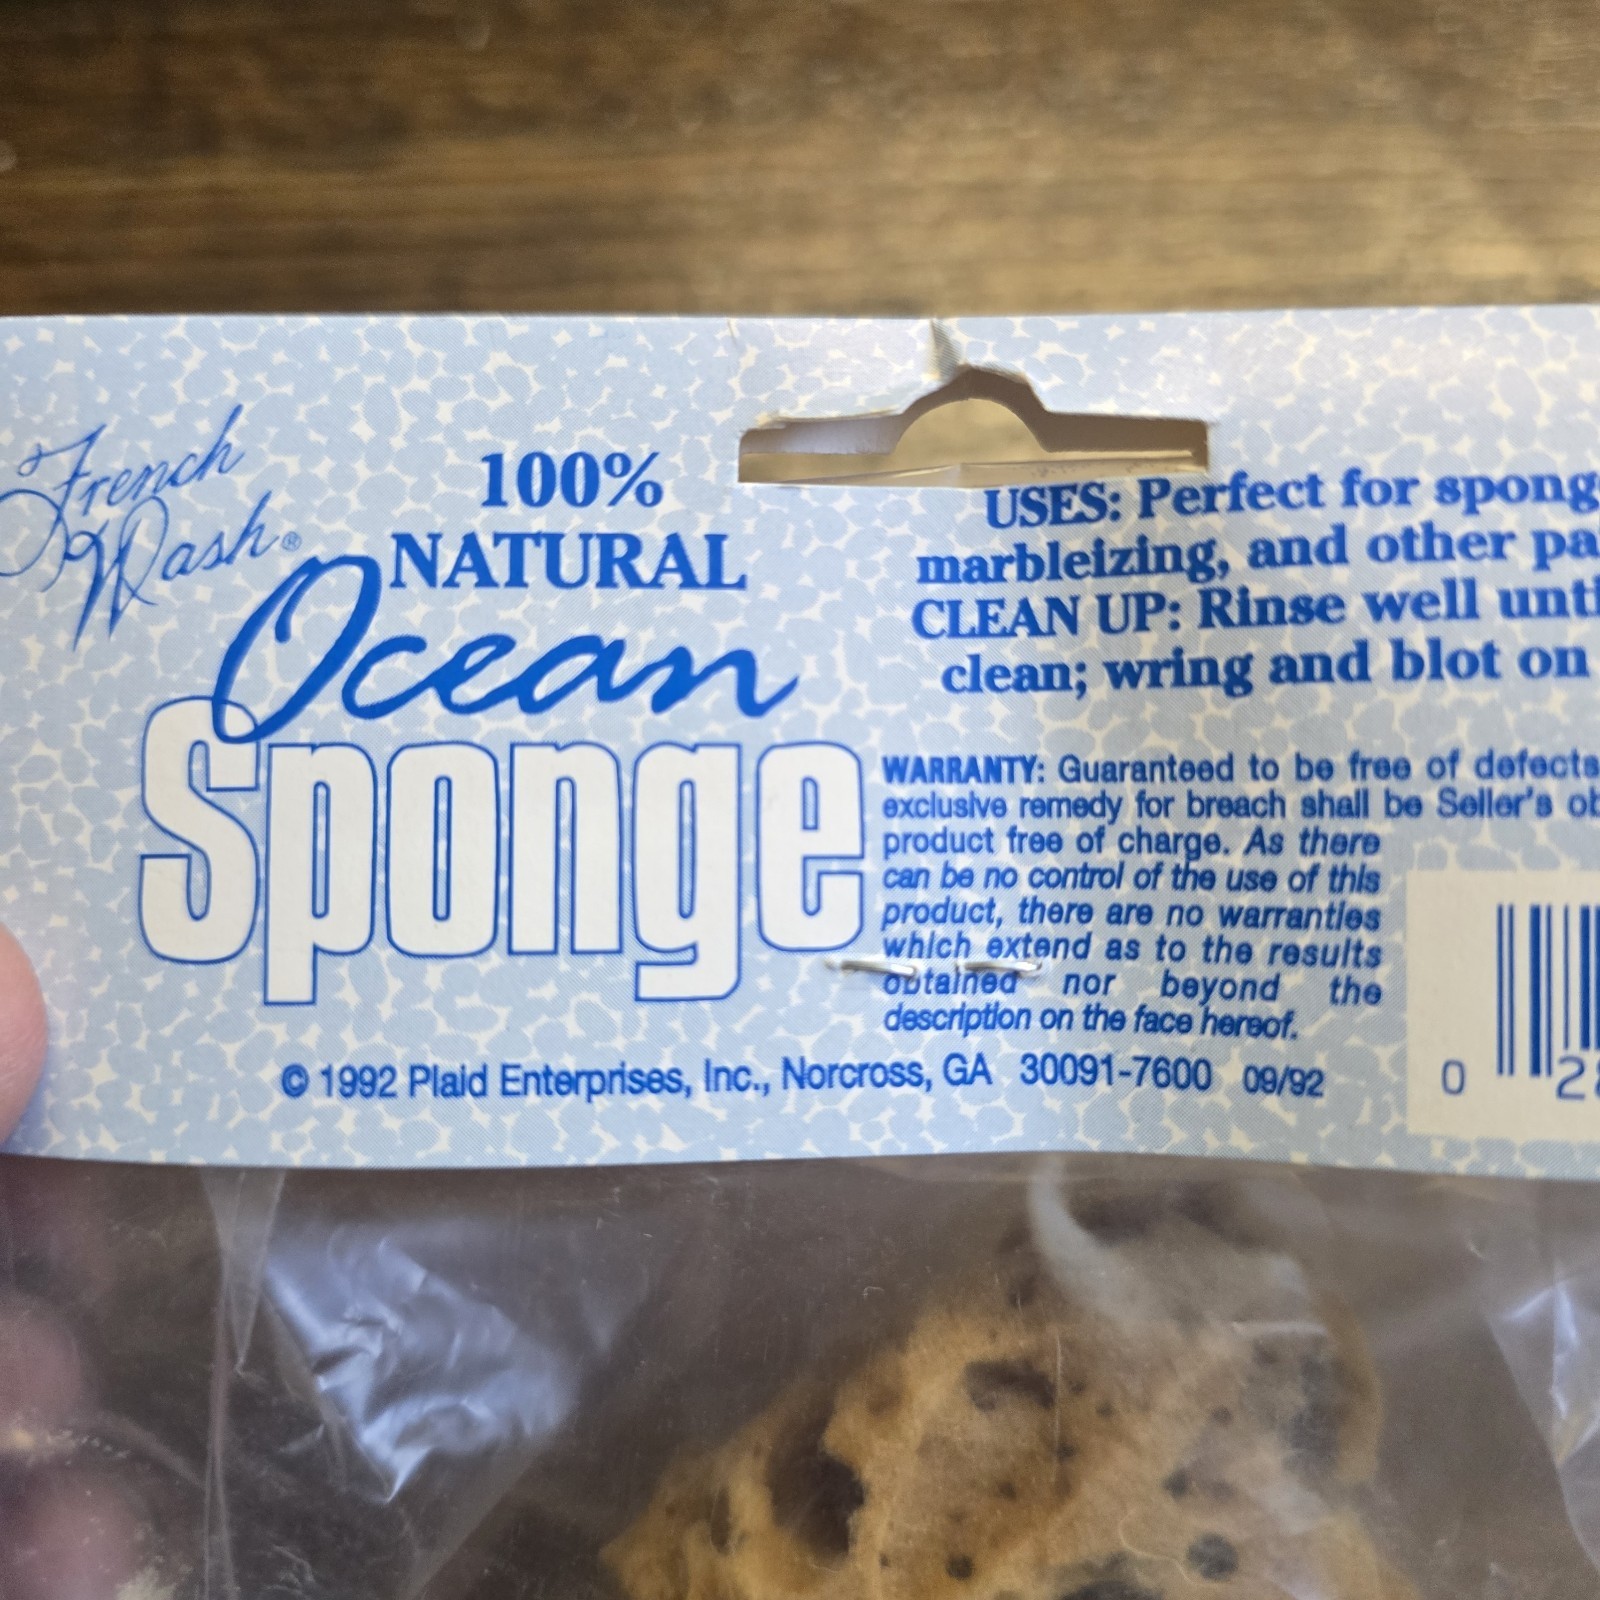 French
Wash®
100%
NATURAL
Ocean
Sponge
USES: Perfect for
marbleizing, and other
CLEAN UP: Rinse well
clean; wring and blot on
WARRANTY: Guaranteed to be free of defects
exclusive remedy for breach shall be Seller's
product free of charge. As there
can be no control of the use of this
product, there are no warranties
which extend as to the results
obtained nor beyond the
description on the face hereof.
© 1992 Plaid Enterprises, Inc., Norcross, GA 30091-7600 09/92
0